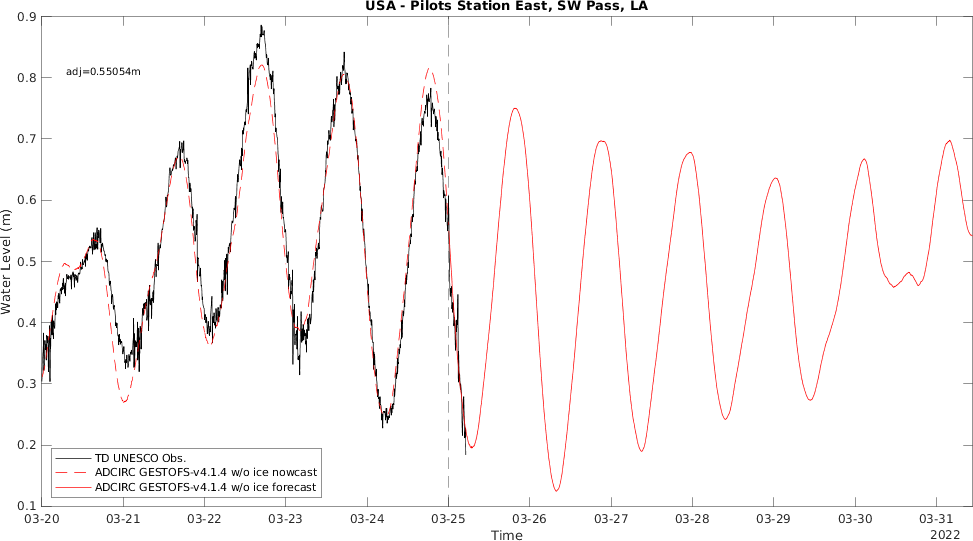 USA - Pilots Station East, SW Pass, LA
0.9
adj=0.55054m
0.8
0.7
0.6
0.5
0.4
0.3
0.2
0.1
Water Level (m)
TD UNESCO Obs.
ADCIRC GESTOFS-v4.1.4 w/o ice nowcast
ADCIRC GESTOFS-v4.1.4 w/o ice forecast
03-20 03-21 03-22 03-23 03-24 03-25 03-26 03-27 03-28 03-29 03-30 03-31
Time 2022